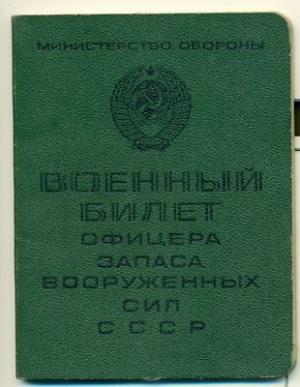 МИНИСТЕРСТВО ОБОРОНЫ
ВОЕННЫЙ
БИЛЕТ
ОФИЦЕРА
ЗАПАСА
ВООРУЖЕННЫХ
СИЛ
СССР